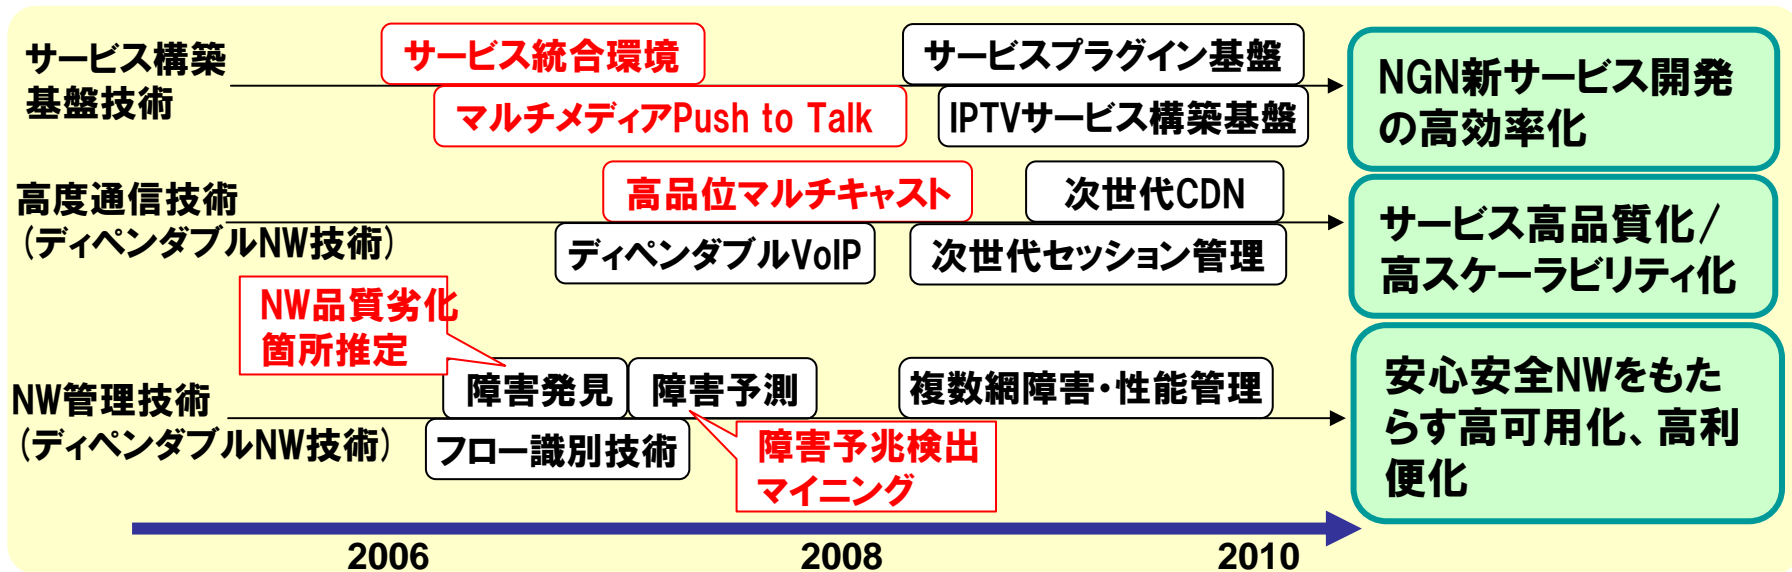 サービス構築
基盤技術
サービス統合環境
マルチメディアPush to Talk
サービスプラグイン基盤
IPTVサービス構築基盤
NGN新サービス開発
の高効率化
高度通信技術
(ディペンダブルNW技術)
高品位マルチキャスト
ディペンダブルVoIP
次世代CDN
次世代セッション管理
サービス高品質化/
高スケーラビリティ化
NW品質劣化
箇所推定
NW管理技術
(ディペンダブルNW技術)
障害発見
障害予測
フロー識別技術
障害予兆検出
マイニング
複数網障害・性能管理
安心安全NWをもた
らす高可用化、高利
便化
2006
2008
2010